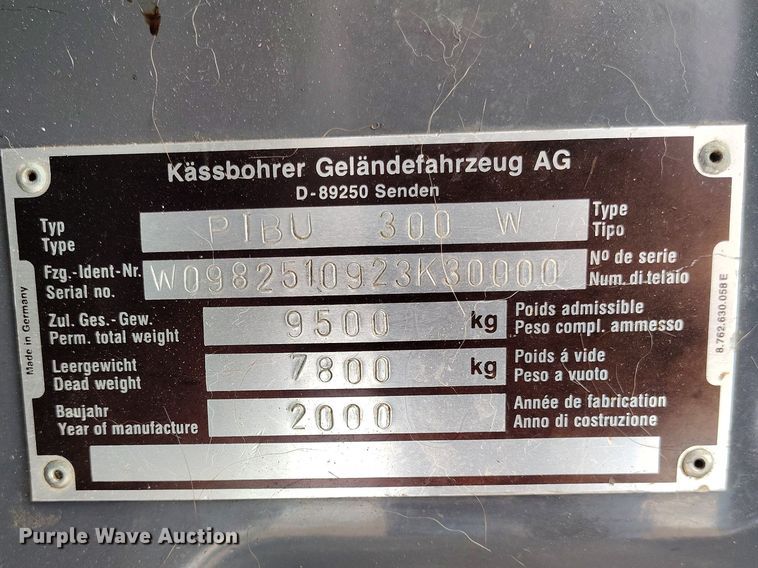 Kässbohrer Geländefahrzeug AG
D-89250 Senden
Typ
Type
PIBU 300 W
Type
Tipo
Fzg.-Ident-Nr.
Serial no.
W0982510923K30000
Nº de serie
Num. di telaio
Zul. Ges.-Gew.
Perm. total weight
9500 kg
Poids admissible
Peso compl. ammesso
Leergewicht
Dead weight
7800 kg
Poids á vide
Peso a vuoto
Baujahr
Year of manufacture
2000
Année de fabrication
Anno di costruzione
Made in Germany
8.762.630.058 E
Purple Wave Auction